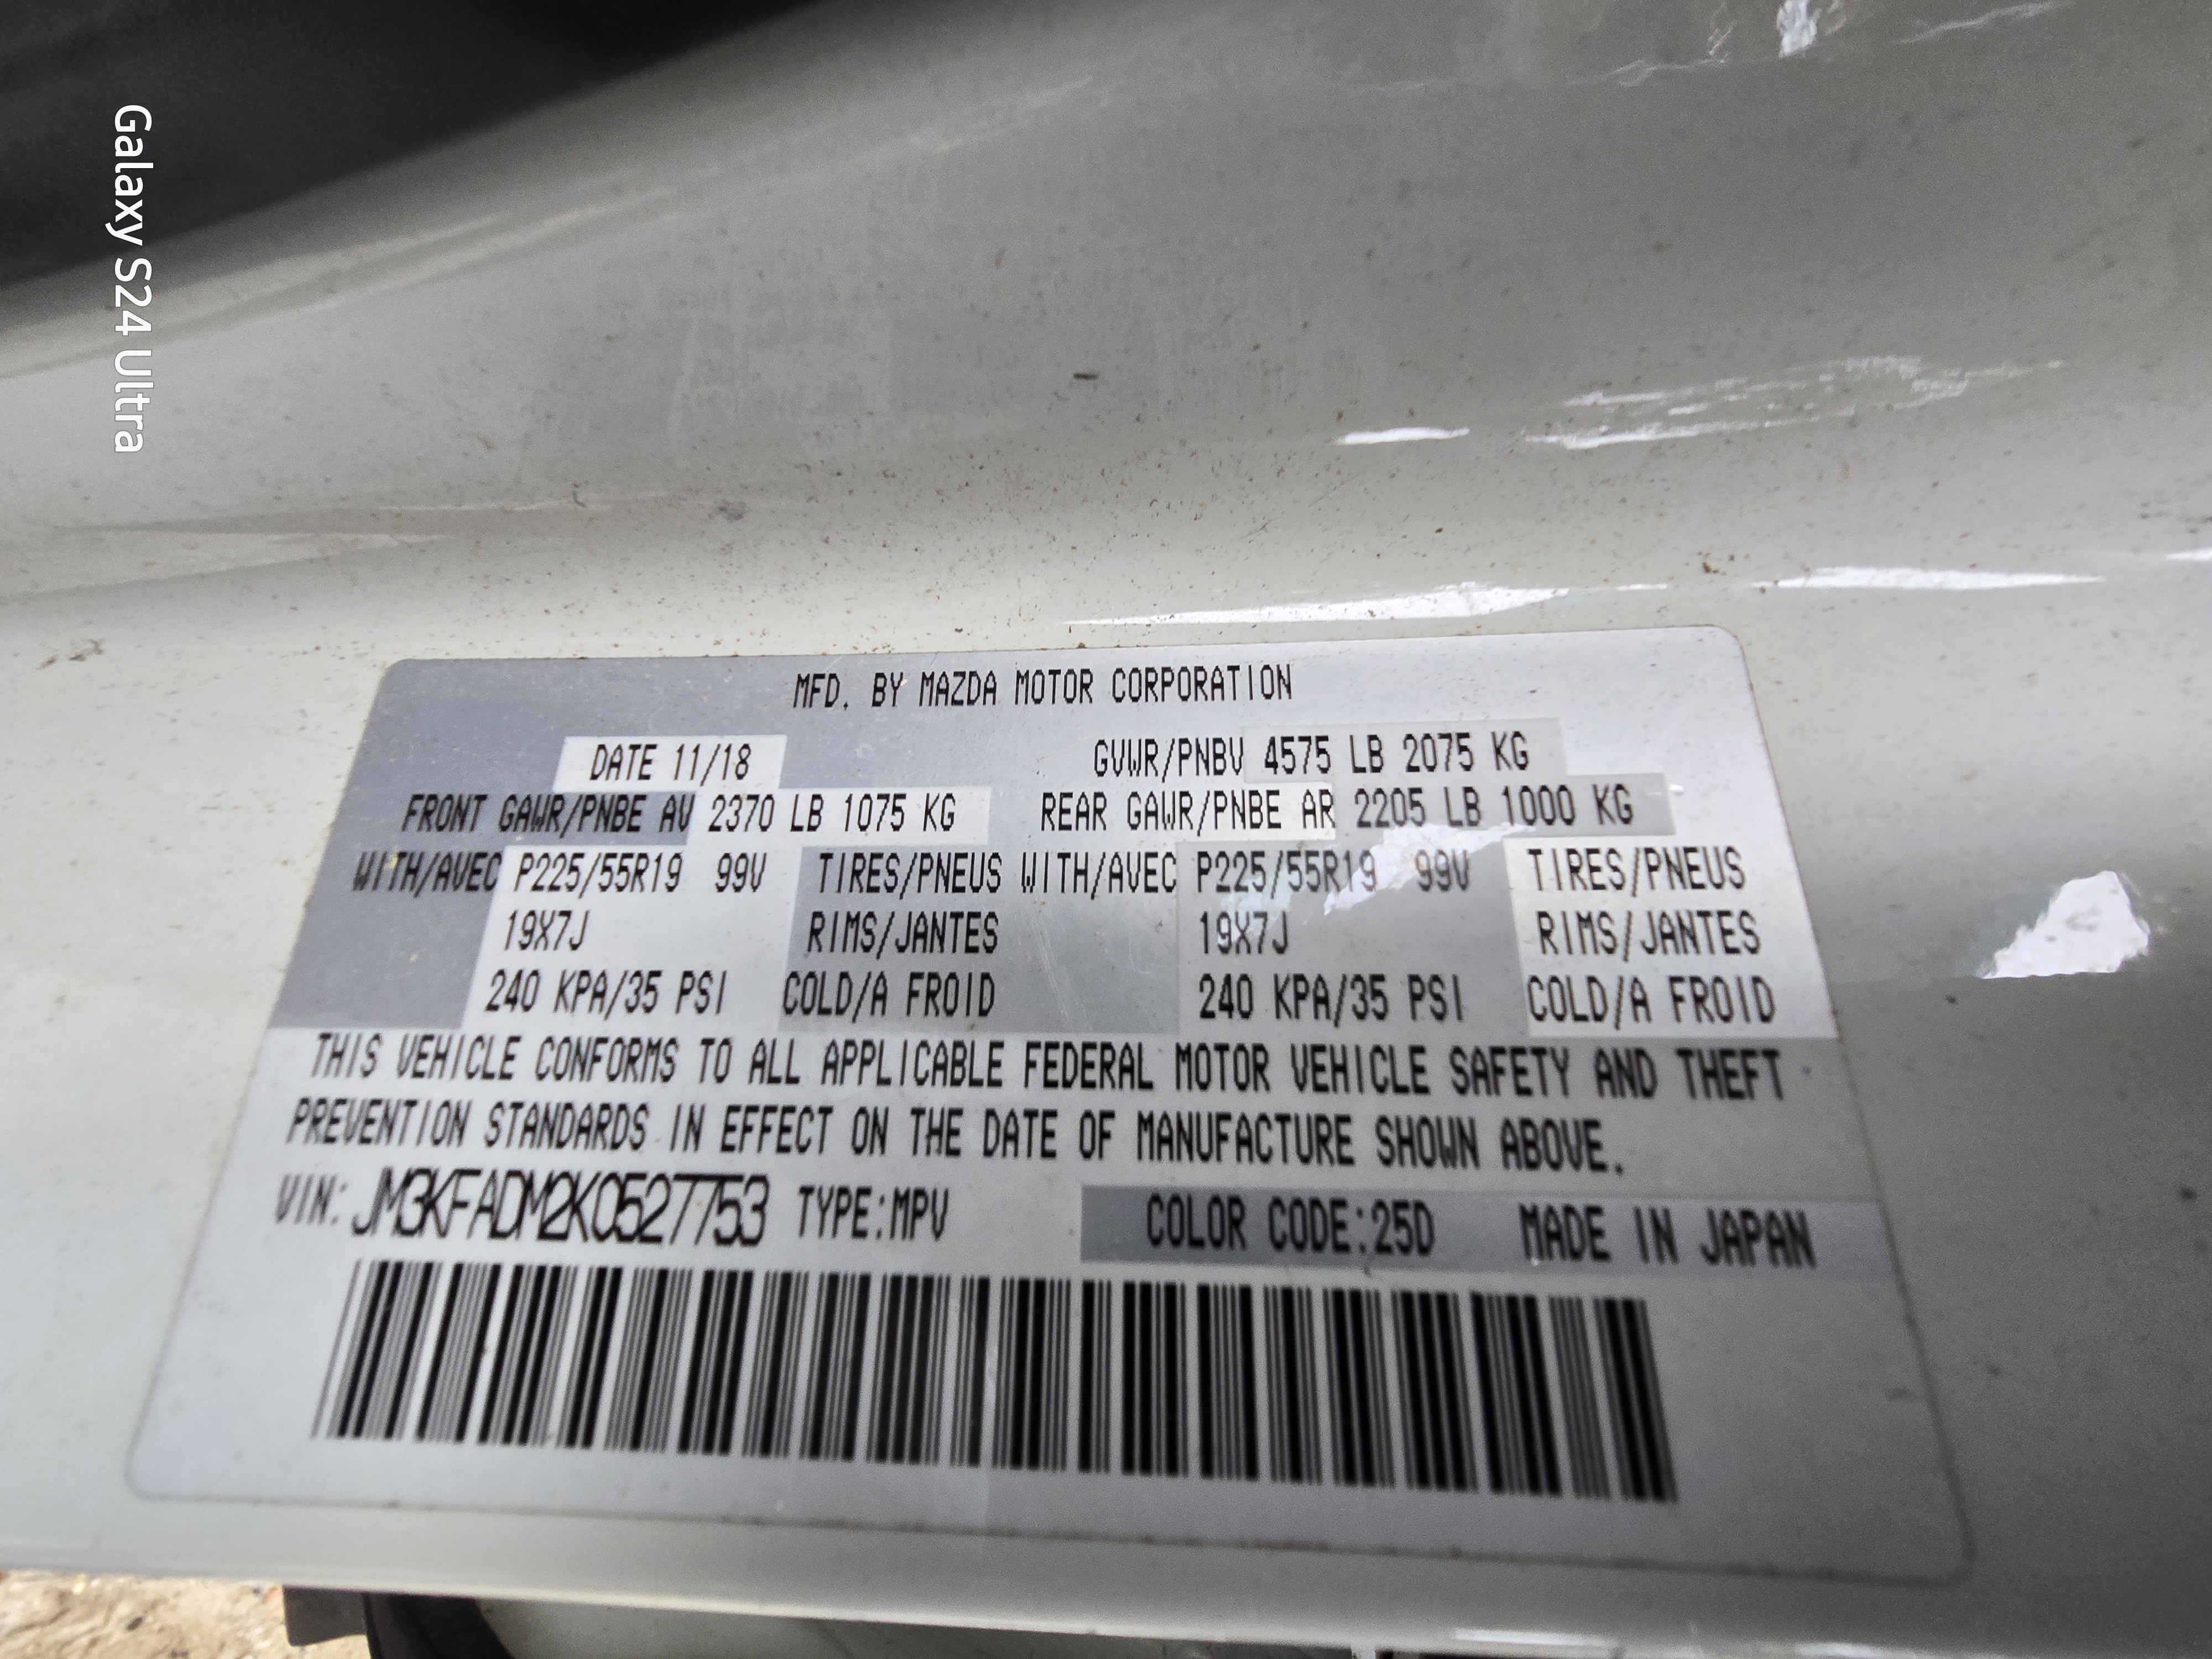 Galaxy S24 Ultra
MFD. BY MAZDA MOTOR CORPORATION
DATE 11/18 GVWR/PNBV 4575 LB 2075 KG
FRONT GAWR/PNBE AV 2370 LB 1075 KG REAR GAWR/PNBE AR 2205 LB 1000 KG
WITH/AVEC P225/55R19 99V TIRES/PNEUS WITH/AVEC P225/55R19 99V TIRES/PNEUS
19X7J RIMS/JANTES 19X7J RIMS/JANTES
240 KPA/35 PSI COLD/A FROID 240 KPA/35 PSI COLD/A FROID
THIS VEHICLE CONFORMS TO ALL APPLICABLE FEDERAL MOTOR VEHICLE SAFETY AND THEFT
PREVENTION STANDARDS IN EFFECT ON THE DATE OF MANUFACTURE SHOWN ABOVE.
VIN: JM3KFADM2K0527753 TYPE:MPV COLOR CODE:25D MADE IN JAPAN